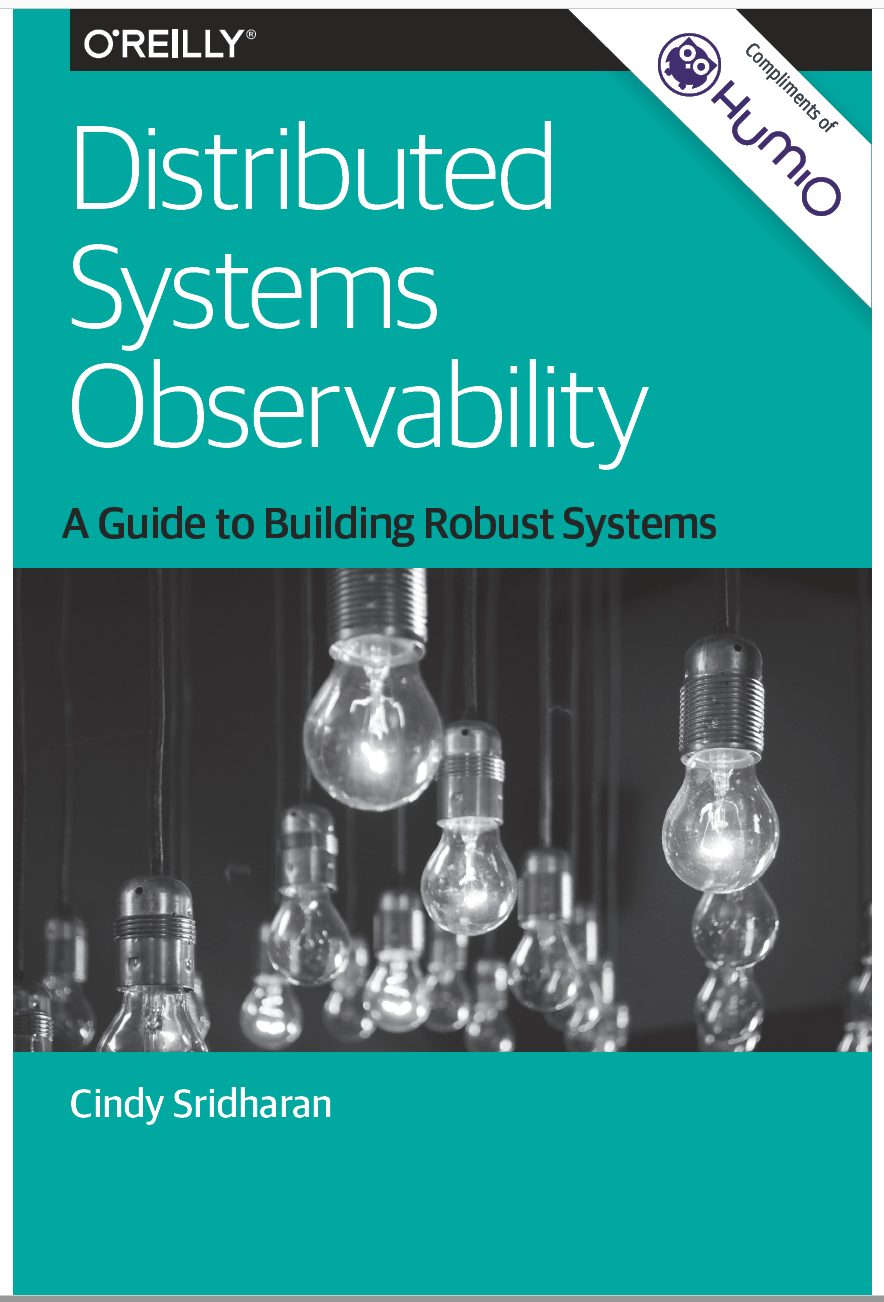 O'REILLY®
Compliments of
HUMIO
Distributed
Systems
Observability
A Guide to Building Robust Systems
Cindy Sridharan